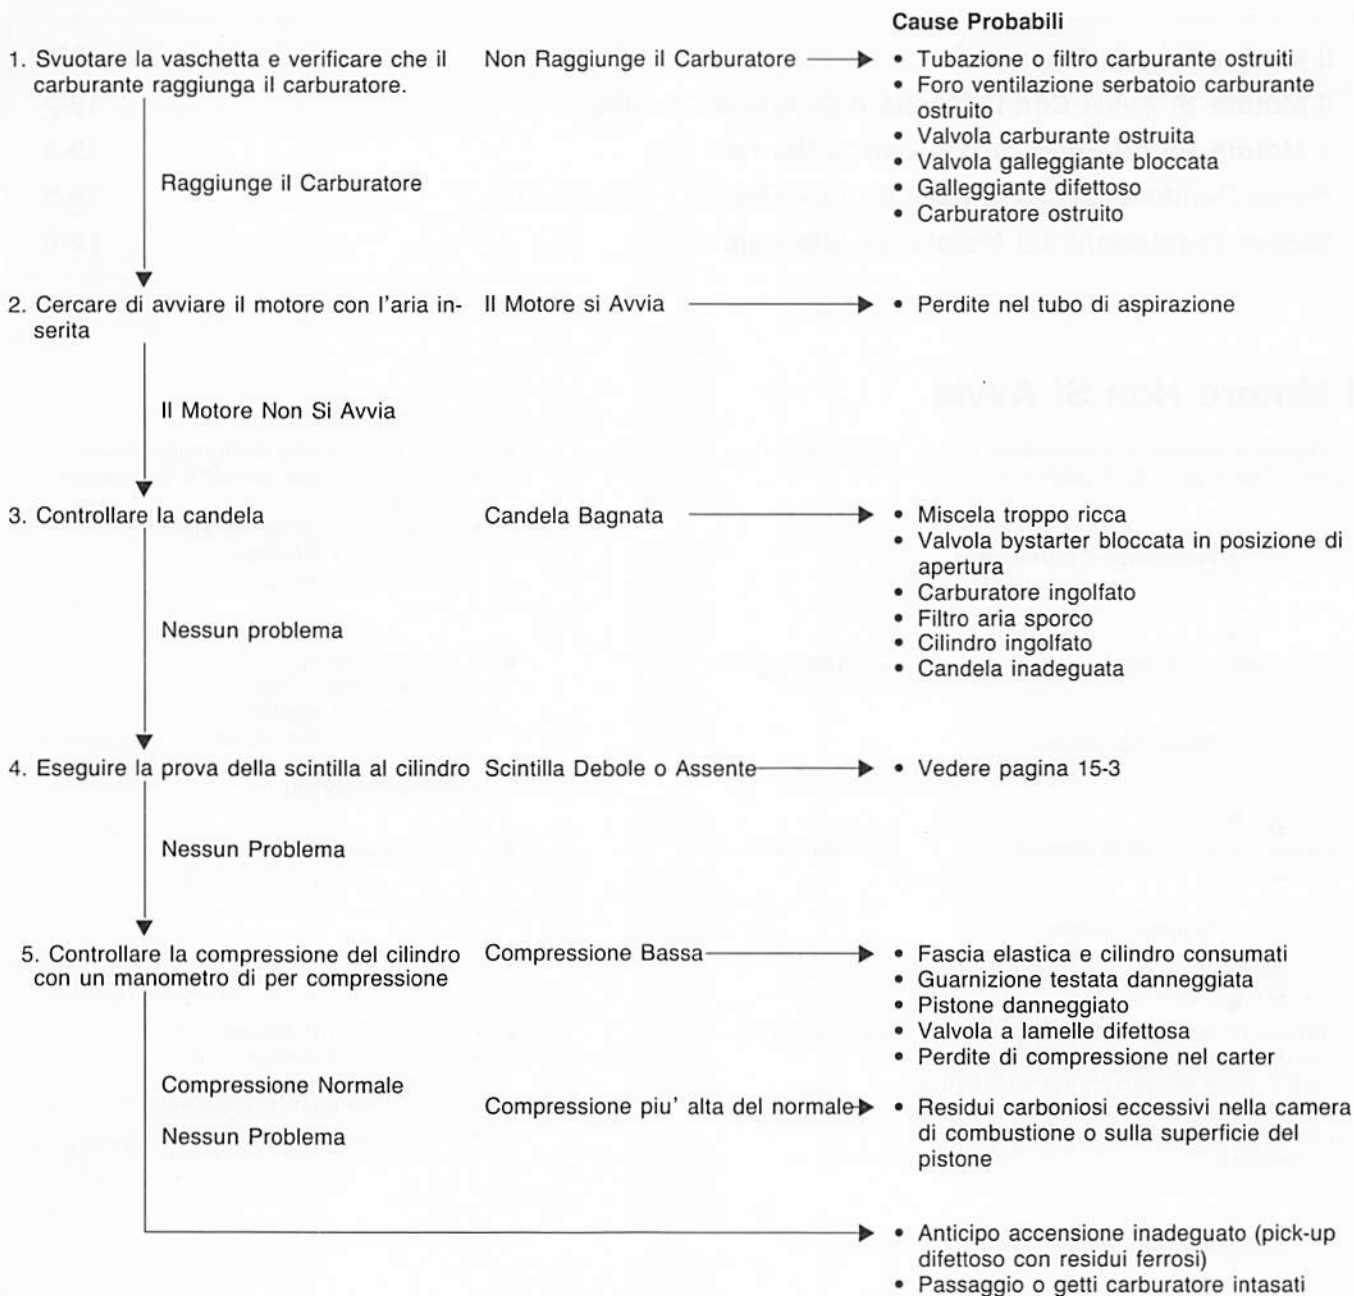 Cause Probabili
1. Svuotare la vaschetta e verificare che il
carburante raggiunga il carburatore.
Non Raggiunge il Carburatore
• Tubazione o filtro carburante ostruiti
• Foro ventilazione serbatoio carburante
ostruito
• Valvola carburante ostruita
• Valvola galleggiante bloccata
• Galleggiante difettoso
• Carburatore ostruito
Raggiunge il Carburatore
2. Cercare di avviare il motore con l'aria in-
serita
Il Motore si Avvia
• Perdite nel tubo di aspirazione
Il Motore Non Si Avvia
3. Controllare la candela
Candela Bagnata
• Miscela troppo ricca
• Valvola bystarter bloccata in posizione di
apertura
• Carburatore ingolfato
• Filtro aria sporco
• Cilindro ingolfato
• Candela inadeguata
Nessun problema
4. Eseguire la prova della scintilla al cilindro
Scintilla Debole o Assente
• Vedere pagina 15-3
Nessun Problema
5. Controllare la compressione del cilindro
con un manometro di per compressione
Compressione Bassa
• Fascia elastica e cilindro consumati
• Guarnizione testata danneggiata
• Pistone danneggiato
• Valvola a lamelle difettosa
• Perdite di compressione nel carter
Compressione Normale
Nessun Problema
Compressione piu' alta del normale
• Residui carboniosi eccessivi nella camera
di combustione o sulla superficie del
pistone
• Anticipo accensione inadeguato (pick-up
difettoso con residui ferrosi)
• Passaggio o getti carburatore intasati